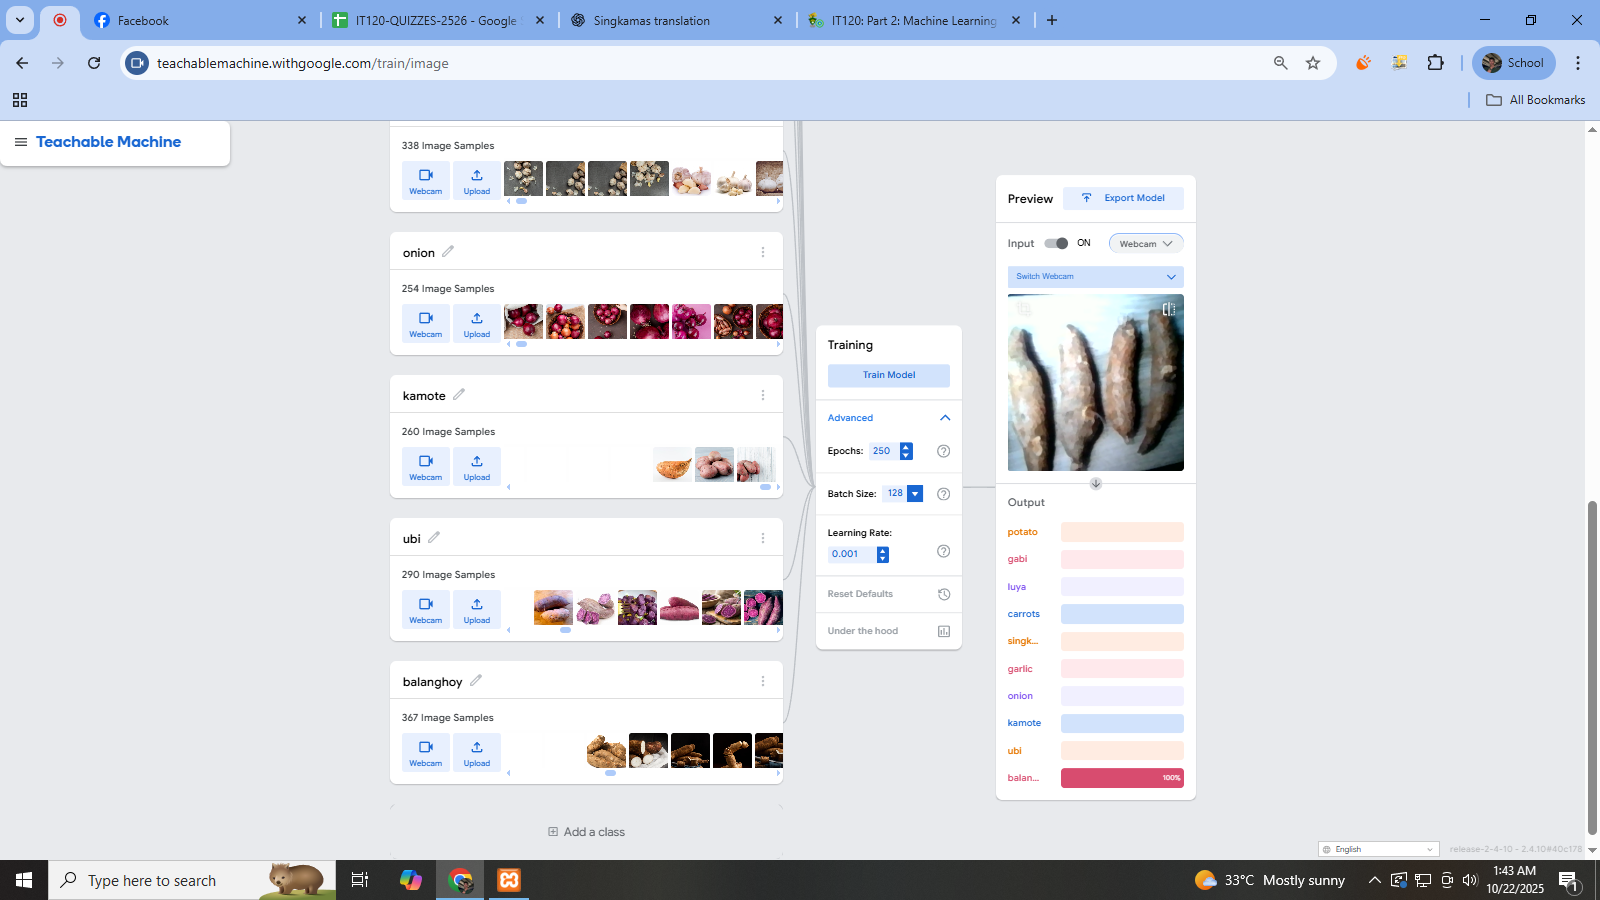 Facebook
IT120-QUIZZES-2526 - Google S
Singkamas translation
IT120: Part 2: Machine Learning
teachablemachine.withgoogle.com/train/image
School
All Bookmarks
Teachable Machine
338 Image Samples
Webcam
Upload
onion
254 Image Samples
Webcam
Upload
kamote
260 Image Samples
Webcam
Upload
ubi
290 Image Samples
Webcam
Upload
balanghoy
367 Image Samples
Webcam
Upload
Add a class
Training
Train Model
Advanced
Epochs: 250
Batch Size: 128
Learning Rate:
0.001
Reset Defaults
Under the hood
Preview
Export Model
Input ON Webcam
Switch Webcam
Output
potato
gabi
luya
carrots
singk...
garlic
onion
kamote
ubi
balan... 100%
English
release-2-4-10 - 2.4.10#40c178
Type here to search
33°C Mostly sunny
1:43 AM
10/22/2025
1